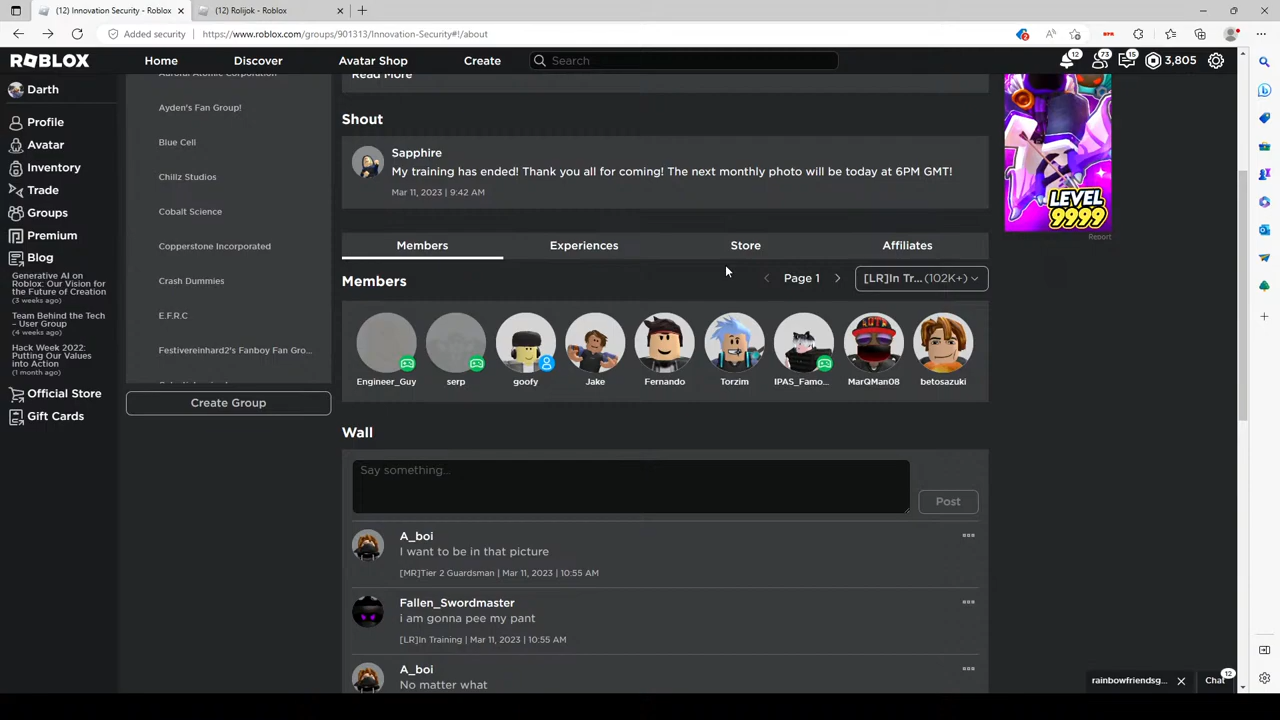 (12) Innovation Security - Roblox
(12) Rolijok - Roblox
Added security
https://www.roblox.com/groups/901313/Innovation-Security#!/about
2
ROBLOX
Home
Discover
Avatar Shop
Create
Search
12
73
15
3,805
Darth
Profile
Avatar
Inventory
Trade
Groups
Premium
Blog
Generative AI on
Roblox: Our Vision for
the Future of Creation
(3 weeks ago)
Team Behind the Tech
– User Group
(4 weeks ago)
Hack Week 2022:
Putting Our Values
into Action
(1 month ago)
Official Store
Gift Cards
Ayden's Fan Group!
Blue Cell
Chillz Studios
Cobalt Science
Copperstone Incorporated
Crash Dummies
E.F.R.C
Festivereinhard2's Fanboy Fan Gro...
Create Group
Read More
Shout
Sapphire
My training has ended! Thank you all for coming! The next monthly photo will be today at 6PM GMT!
Mar 11, 2023 | 9:42 AM
Members
Experiences
Store
Affiliates
Members
Page 1
[LR]In Tr... (102K+)
Engineer_Guy
serp
goofy
Jake
Fernando
Torzim
IPAS_Famo...
MarQMan08
betosazuki
Wall
Say something...
Post
A_boi
I want to be in that picture
[MR]Tier 2 Guardsman | Mar 11, 2023 | 10:55 AM
Fallen_Swordmaster
i am gonna pee my pant
[LR]In Training | Mar 11, 2023 | 10:55 AM
A_boi
No matter what
LEVEL
9999
Report
rainbowfriendsg...
Chat
12